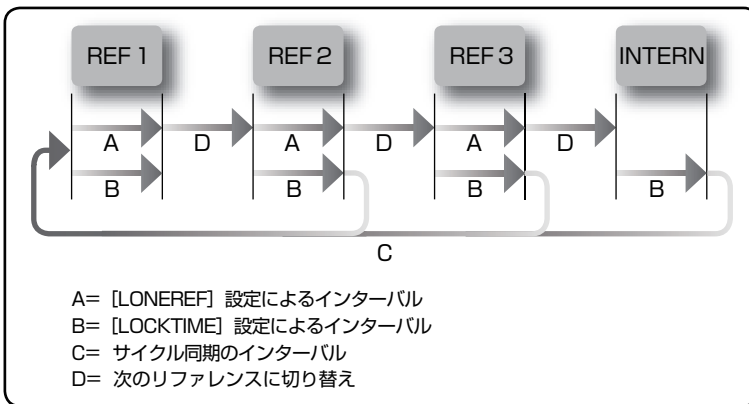 REF 1 REF 2 REF 3 INTERN
A D A D A D
B B B B
C
A= [LONEREF] 設定によるインターバル
B= [LOCKTIME] 設定によるインターバル
C= サイクル同期のインターバル
D= 次のリファレンスに切り替え